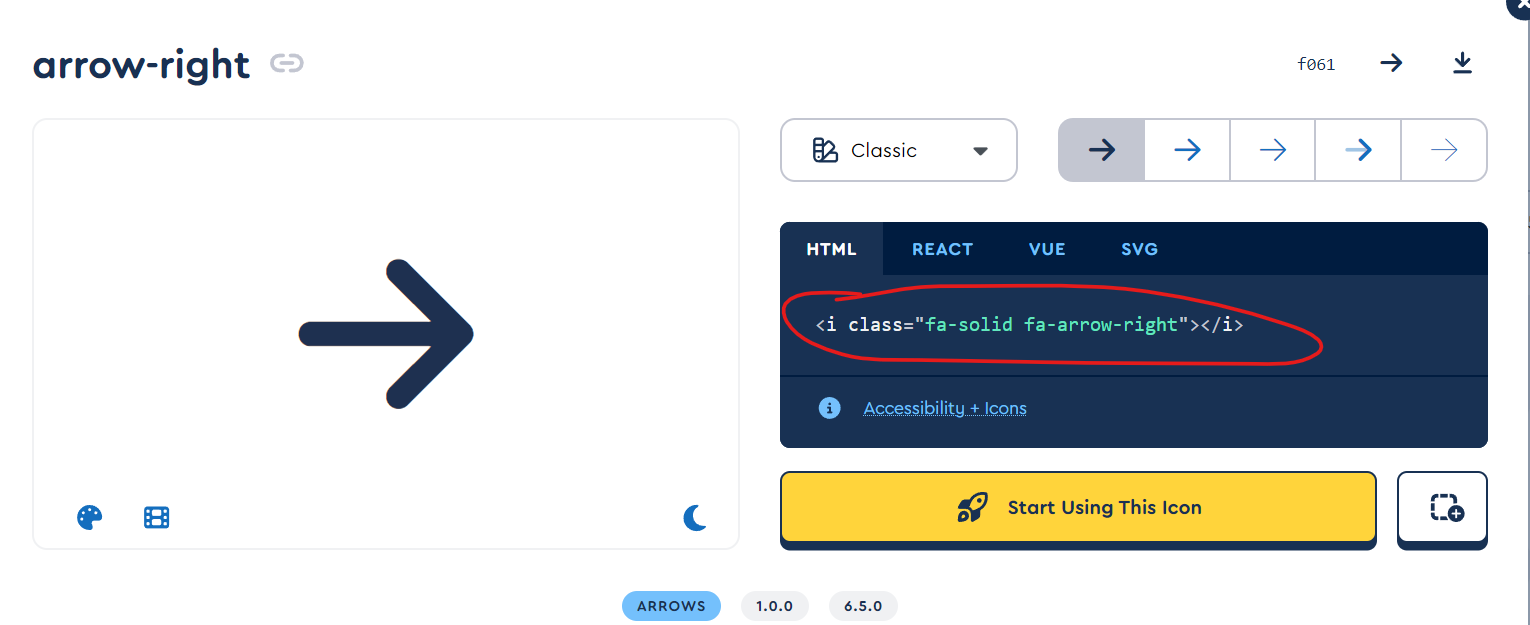 arrow-right
f061
Classic
HTML REACT VUE SVG
<i class="fa-solid fa-arrow-right"></i>
Accessibility + Icons
Start Using This Icon
ARROWS 1.0.0 6.5.0